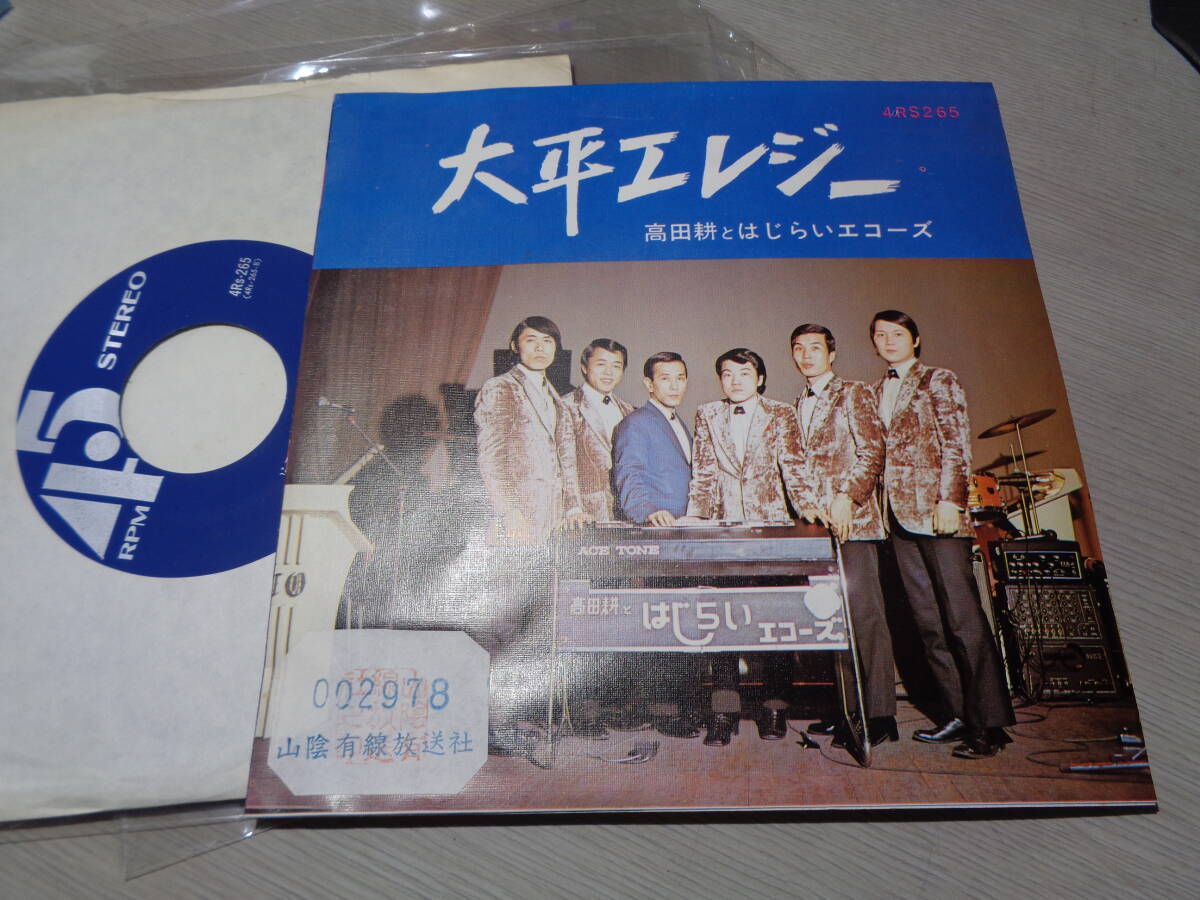 4RS265
大平エレジー
高田耕とはじらいエコーズ
4Rs-265
(4Rs-265-B)
STEREO
45
RPM
ACE TONE
高田耕と はじらい エコーズ
002978
山陰有線放送社